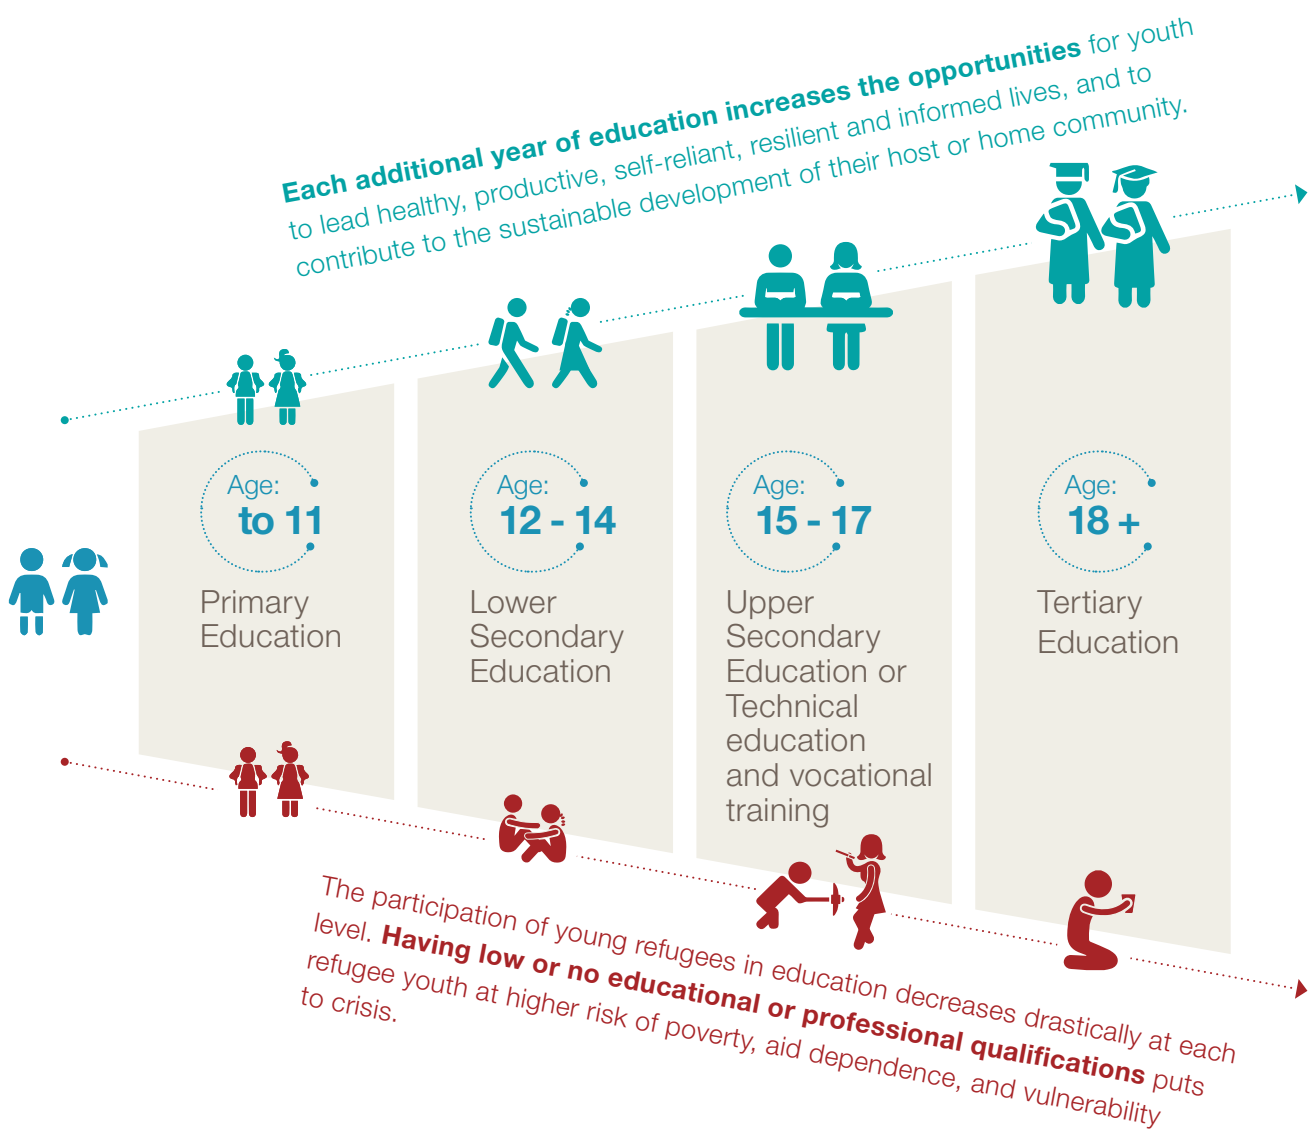 Each additional year of education increases the opportunities for youth
to lead healthy, productive, self-reliant, resilient and informed lives, and to
contribute to the sustainable development of their host or home community.
Age:
to 11
Primary
Education
Age:
12 - 14
Lower
Secondary
Education
Age:
15 - 17
Upper
Secondary
Education or
Technical
education
and vocational
training
Age:
18 +
Tertiary
Education
The participation of young refugees in education decreases drastically at each
level. Having low or no educational or professional qualifications puts
refugee youth at higher risk of poverty, aid dependence, and vulnerability
to crisis.